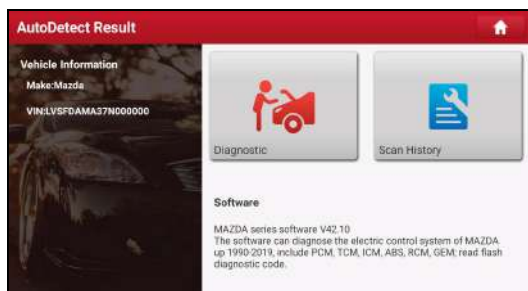 AutoDetect Result
Vehicle Information
Make:Mazda
VIN:LVSFDAMA37N000000
Diagnostic
Scan History
Software
MAZDA series software V42.10
The software can diagnose the electric control system of MAZDA
up 1990-2019, include PCM, TCM, ICM, ABS, RCM, GEM; read flash
diagnostic code.